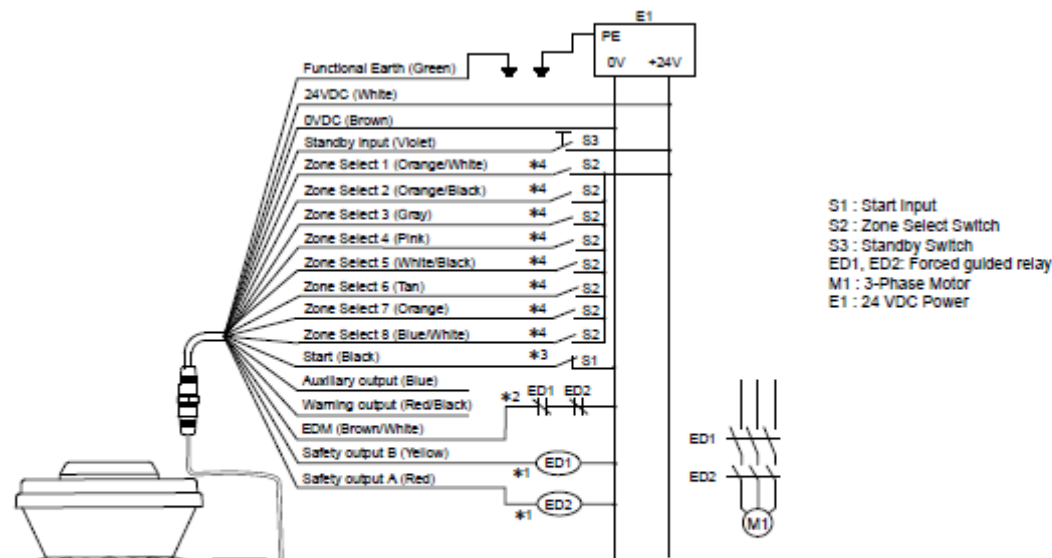 E1
PE
0V +24V
Functional Earth (Green)
24VDC (White)
0VDC (Brown)
Standby Input (Violet) S3
Zone Select 1 (Orange/White) *4 S2
Zone Select 2 (Orange/Black) *4 S2
Zone Select 3 (Gray) *4 S2
Zone Select 4 (Pink) *4 S2
Zone Select 5 (White/Black) *4 S2
Zone Select 6 (Tan) *4 S2
Zone Select 7 (Orange) *4 S2
Zone Select 8 (Blue/White) *4 S2
Start (Black) *3 S1
Auxiliary output (Blue)
Warning output (Red/Black) *2 ED1 ED2
EDM (Brown/White)
Safety output B (Yellow) *1 ED1
Safety output A (Red) *1 ED2
S1 : Start Input
S2 : Zone Select Switch
S3 : Standby Switch
ED1, ED2: Forced guided relay
M1 : 3-Phase Motor
E1 : 24 VDC Power
ED1
ED2
M1